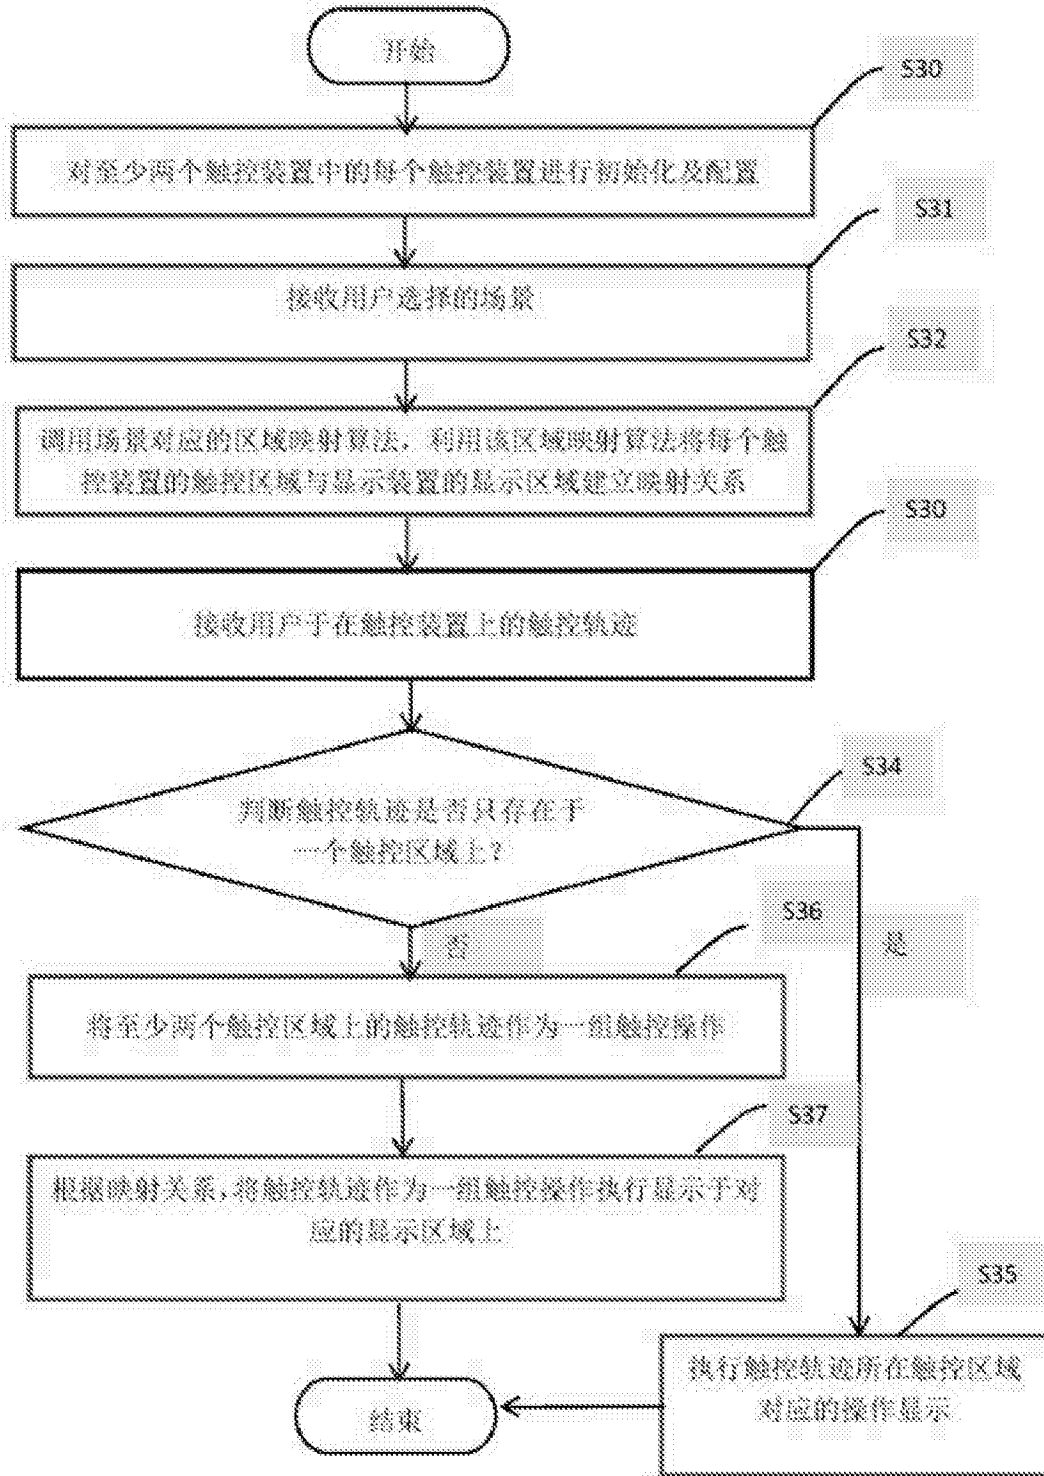 开始
S30
对至少两个触控装置中的每个触控装置进行初始化及配置
S31
接收用户选择的场景
S32
调用场景对应的区域映射算法，利用该区域映射算法将每个触
控装置的触控区域与显示装置的显示区域建立映射关系
S30
接收用户于在触控装置上的触控轨迹
S34
判断触控轨迹是否只存在于
一个触控区域上？
否
是
S36
将至少两个触控区域上的触控轨迹作为一组触控操作
S37
根据映射关系，将触控轨迹作为一组触控操作执行显示于对
应的显示区域上
S35
执行触控轨迹所在触控区域
对应的操作显示
结束